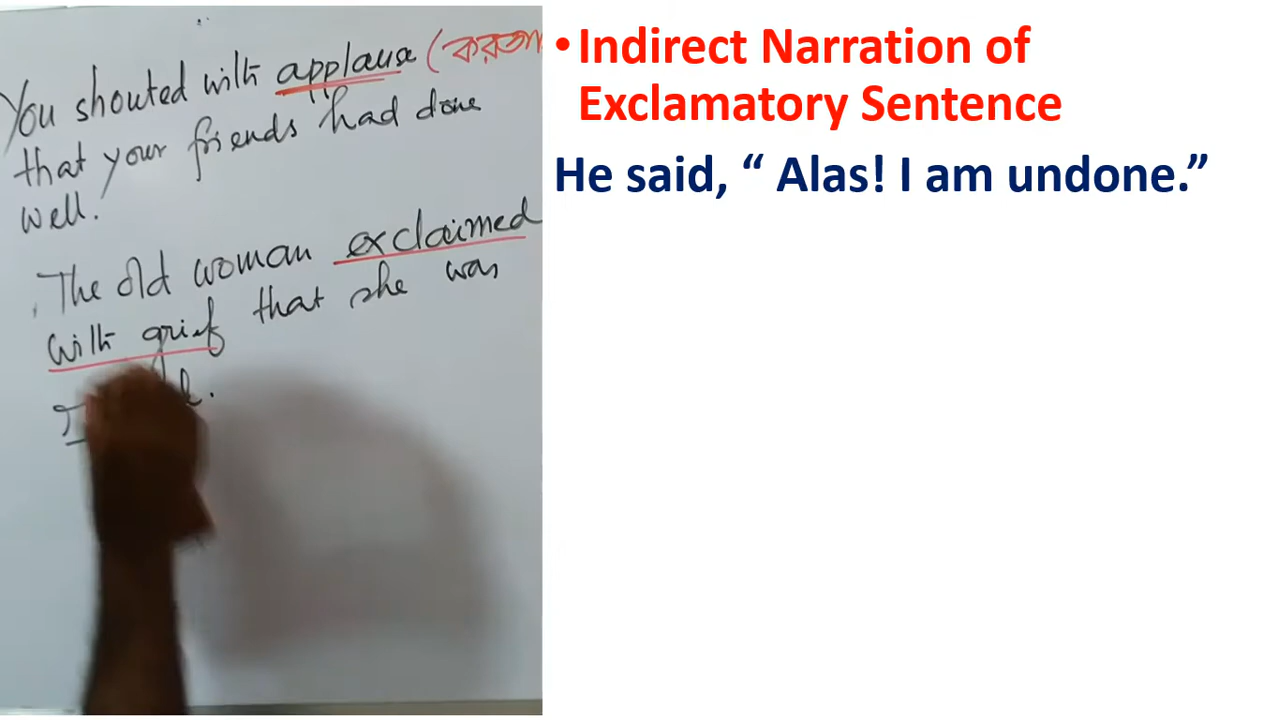 You shouted with applause (করতা
that your friends had done
well.
The old woman exclaimed
with grief that she was
• Indirect Narration of
Exclamatory Sentence
He said, “ Alas! I am undone.”